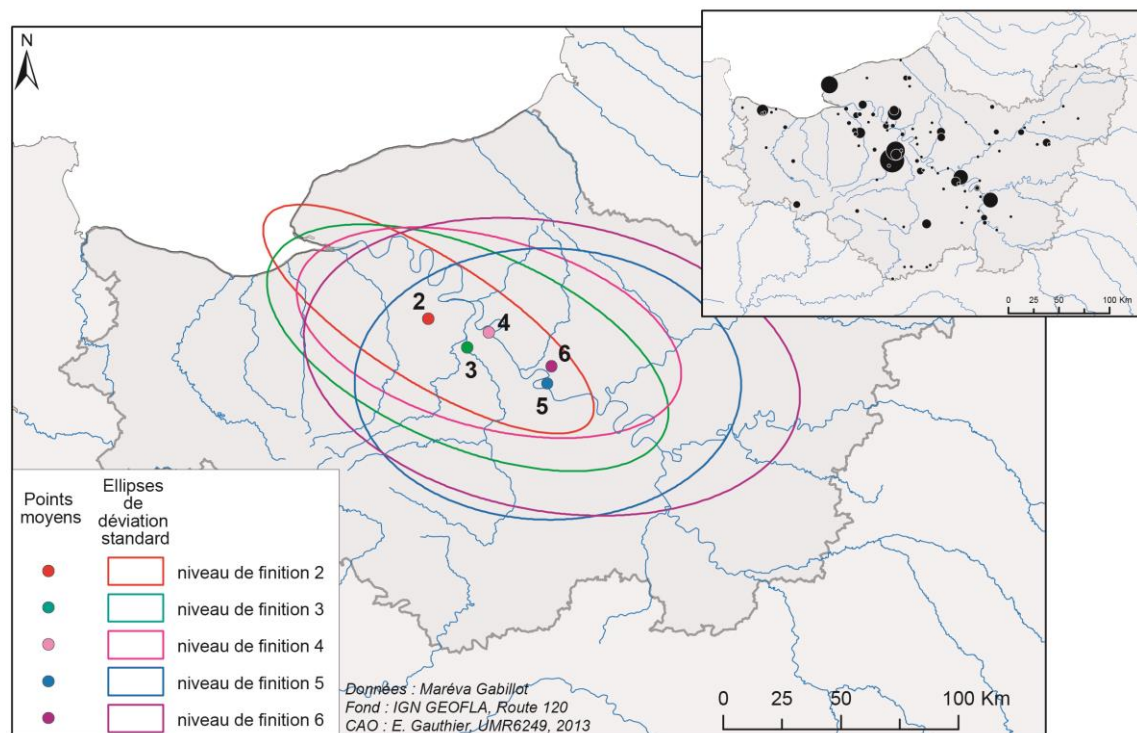 N
0 25 50 100 Km
2
4
3
6
5
Points
moyens
Ellipses
de
déviation
standard
niveau de finition 2
niveau de finition 3
niveau de finition 4
niveau de finition 5
niveau de finition 6
Données : Maréva Gabillot
Fond : IGN GEOFLA, Route 120
CAO : E. Gauthier, UMR6249, 2013
0 25 50 100 Km